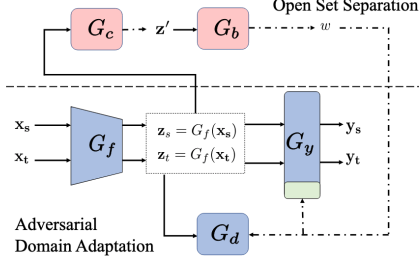 Open Set Separation
G_c z′ G_b w
x_s G_f z_s = G_f(x_s) G_y y_s
x_t z_t = G_f(x_t) y_t
Adversarial
Domain Adaptation G_d